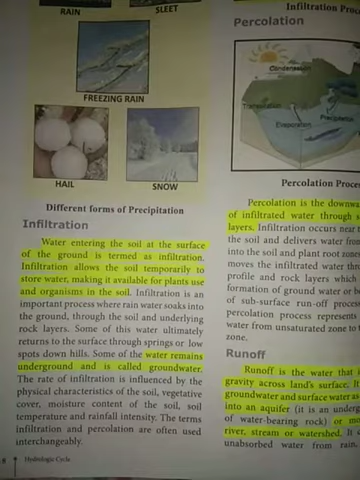 RAIN
SLEET
FREEZING RAIN
HAIL
SNOW
Different forms of Precipitation
Infiltration
Water entering the soil at the surface
of the ground is termed as infiltration.
Infiltration allows the soil temporarily to
store water, making it available for plants use
and organisms in the soil. Infiltration is an
important process where rain water soaks into
the ground, through the soil and underlying
rock layers. Some of this water ultimately
returns to the surface through springs or low
spots down hills. Some of the water remains
underground and is called groundwater.
The rate of infiltration is influenced by the
physical characteristics of the soil, vegetative
cover, moisture content of the soil, soil
temperature and rainfall intensity. The terms
infiltration and percolation are often used
interchangeably.
Hydrologic Cycle
Infiltration Proce
Percolation
Condensation
Transpiration
Evaporation
Precipitation
Percolation Proce
Percolation is the downwa
of infiltrated water through s
layers. Infiltration occurs near t
the soil and delivers water from
into the soil and plant root zone
moves the infiltrated water thro
profile and rock layers which
formation of ground water or be
of sub-surface run-off process
percolation process represents
water from unsaturated zone to
zone.
Runoff
Runoff is the water that i
gravity across land's surface, it
groundwater and surface water as
into an aquifer (it is an underg
of water-bearing rock) or mo
river, stream or watershed. It c
unabsorbed water from rain,